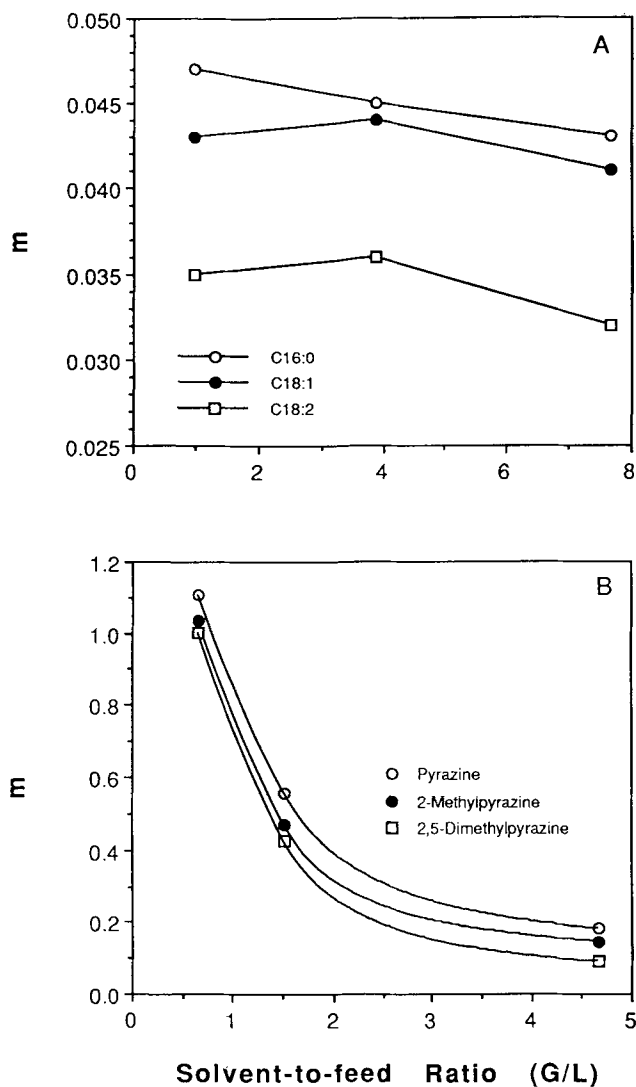 A
0.050
0.045
0.040
0.035
0.030
0.025
m
C16:0
C18:1
C18:2
0 2 4 6 8
B
1.2
1.0
0.8
0.6
0.4
0.2
0.0
m
Pyrazine
2-Methylpyrazine
2,5-Dimethylpyrazine
0 1 2 3 4 5
Solvent-to-feed Ratio (G/L)